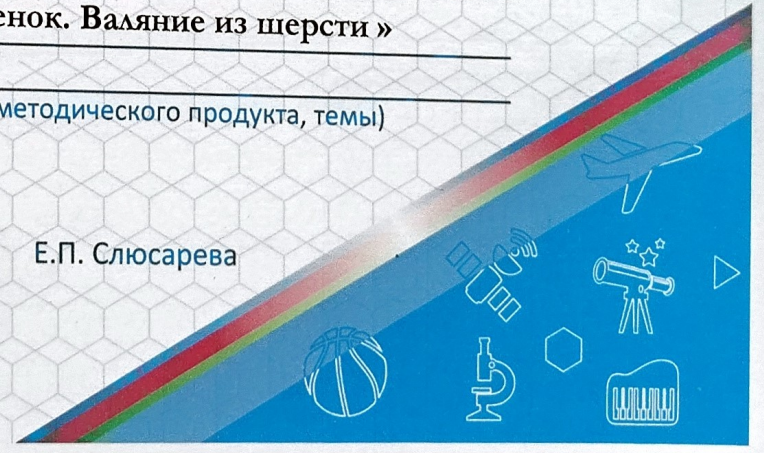 енок. Валяние из шерсти »
методического продукта, темы)
Е.П. Слюсарева